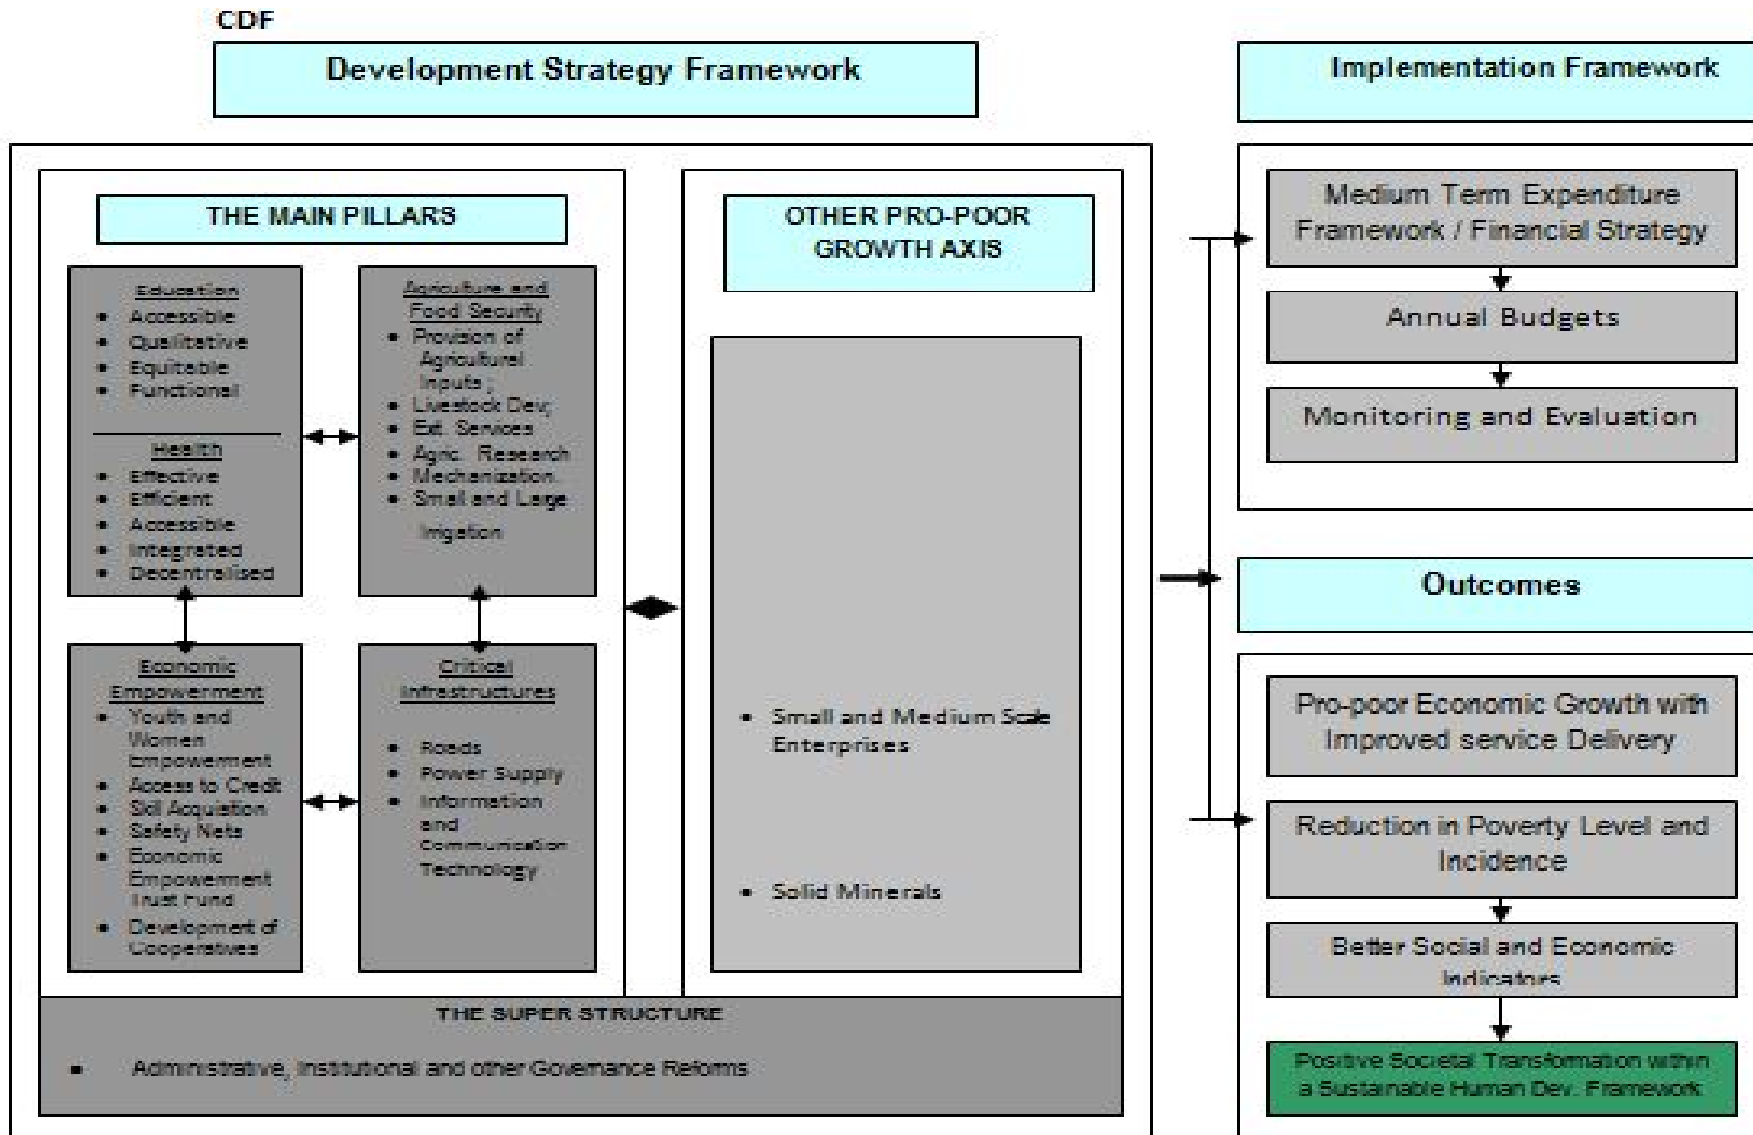 CDF
Development Strategy Framework
Implementation Framework
THE MAIN PILLARS
Education
• Accessible
• Qualitative
• Equitable
• Functional
Health
• Effective
• Efficient
• Accessible
• Integrated
• Decentralised
Agriculture and
Food Security
• Provision of
Agricultural
Inputs ;
• Livestock Dev;
• Ext. Services
• Agric. Research
• Mechanization.
• Small and Large
Irrigation
Economic
Empowerment
• Youth and
Women
Empowerment
• Access to Credit
• Skil Acquistion
• Safety Nets
• Economic
Empowerment
Trust Fund
• Development of
Cooperatives
Critical
Infrastructures
• Roads
• Power Supply
• Information
and
Communication
Technology
OTHER PRO-POOR
GROWTH AXIS
• Small and Medium Scale
Enterprises
• Solid Minerals
THE SUPER STRUCTURE
• Administrative, Institutional and other Governance Reforms
Medium Term Expenditure
Framework / Financial Strategy
Annual Budgets
Monitoring and Evaluation
Outcomes
Pro-poor Economic Growth with
Improved service Delivery
Reduction in Poverty Level and
Incidence
Better Social and Economic
Indicators
Positive Societal Transformation within
a Sustainable Human Dev. Framework